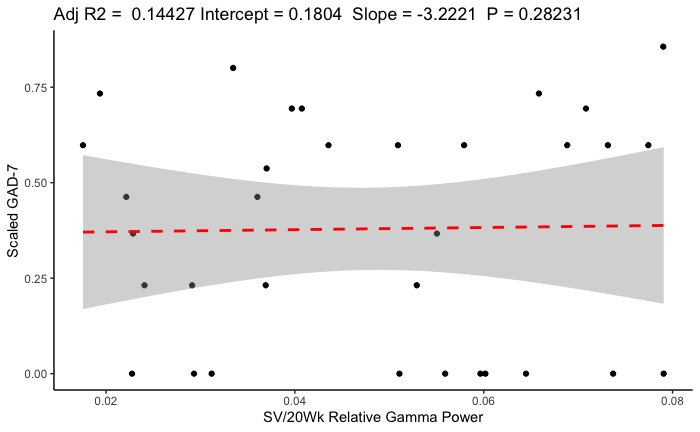 Adj R2 =  0.14427 Intercept = 0.1804  Slope = -3.2221  P = 0.28231
0.75
0.50
0.25
0.00
Scaled GAD-7
0.02 0.04 0.06 0.08
SV/20Wk Relative Gamma Power